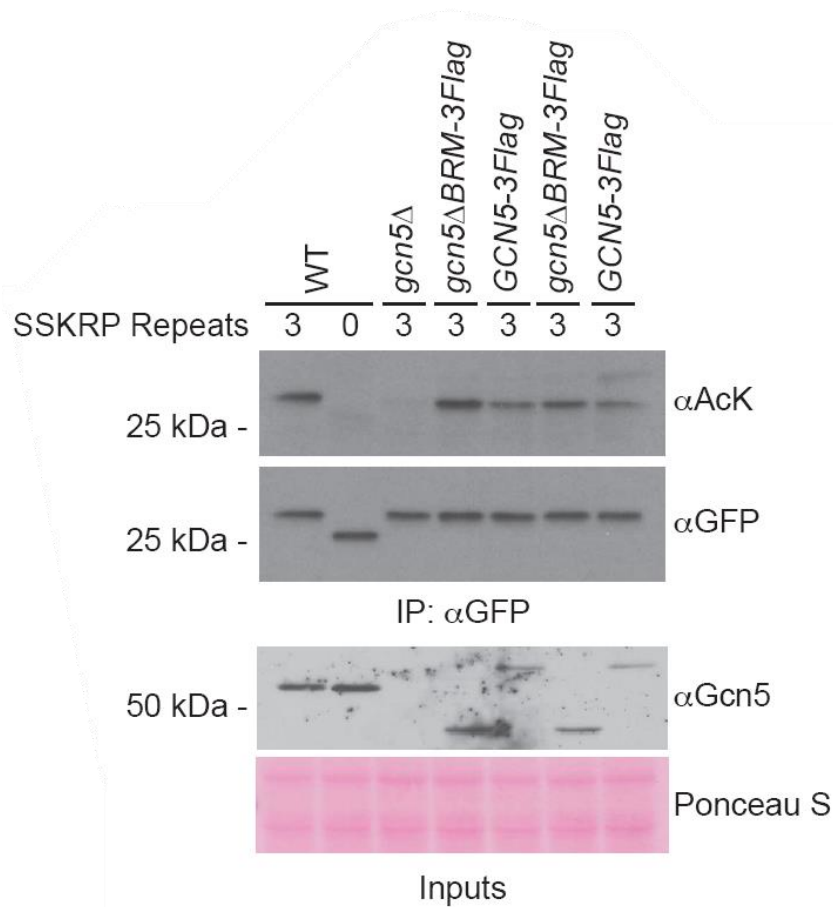 WT
gcn5Δ
gcn5ΔBRM-3Flag
GCN5-3Flag
gcn5ΔBRM-3Flag
GCN5-3Flag
SSKRP Repeats 3 0 3 3 3 3 3
αAcK
25 kDa -
αGFP
25 kDa -
IP: αGFP
αGcn5
50 kDa -
Ponceau S
Inputs